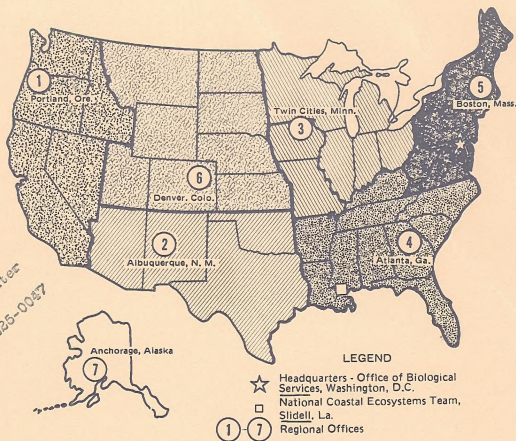 1
Portland, Ore.
Twin Cities, Minn.
3
5
Boston, Mass.
6
Denver, Colo.
2
Albuquerque, N. M.
4
Atlanta, Ga.
Anchorage, Alaska
7
LEGEND
Headquarters - Office of Biological
Services, Washington, D.C.
National Coastal Ecosystems Team,
Slidell, La.
1 - 7 Regional Offices